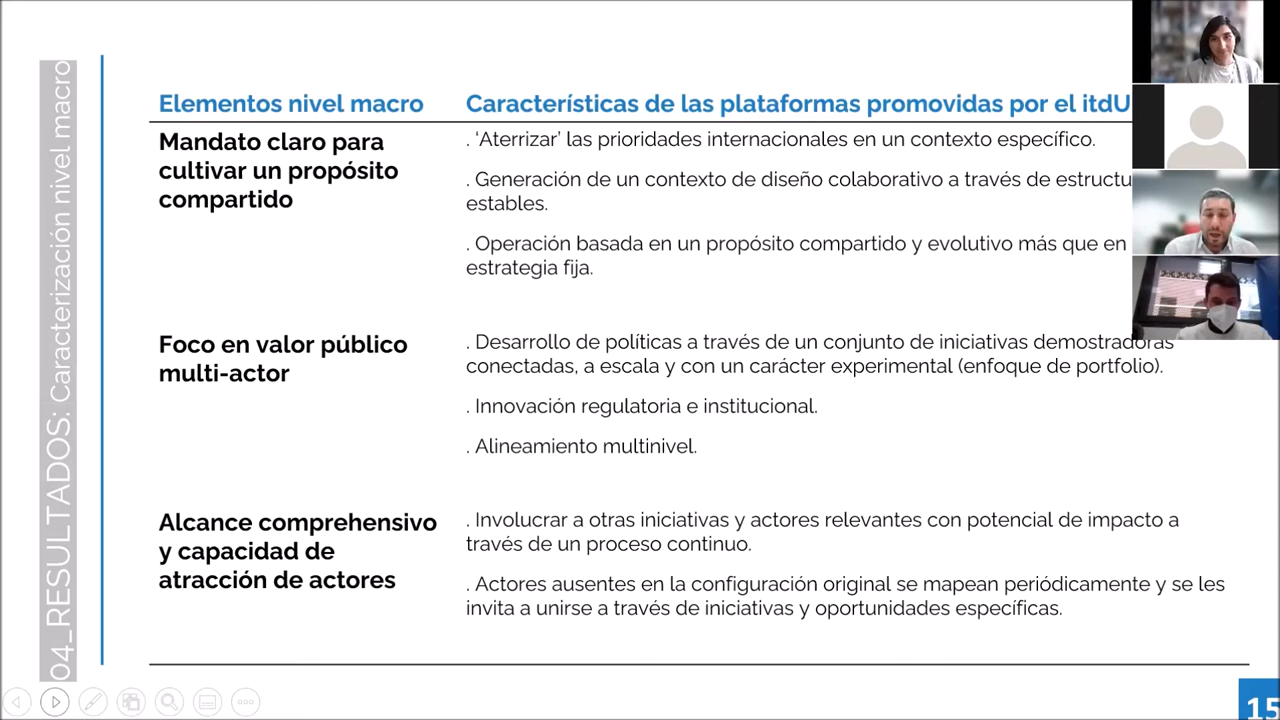 04_RESULTADOS: Caracterización nivel macro
Elementos nivel macro
Características de las plataformas promovidas por el itdU
Mandato claro para
cultivar un propósito
compartido
. ‘Aterrizar’ las prioridades internacionales en un contexto específico.
. Generación de un contexto de diseño colaborativo a través de
estables.
. Operación basada en un propósito compartido y evolutivo más que en
estrategia fija.
Foco en valor público
multi-actor
. Desarrollo de políticas a través de un conjunto de iniciativas demostradoras
conectadas, a escala y con un carácter experimental (enfoque de portfolio).
. Innovación regulatoria e institucional.
. Alineamiento multinivel.
Alcance comprehensivo
y capacidad de
atracción de actores
. Involucrar a otras iniciativas y actores relevantes con potencial de impacto a
través de un proceso continuo.
. Actores ausentes en la configuración original se mapean periódicamente y se les
invita a unirse a través de iniciativas y oportunidades específicas.
15